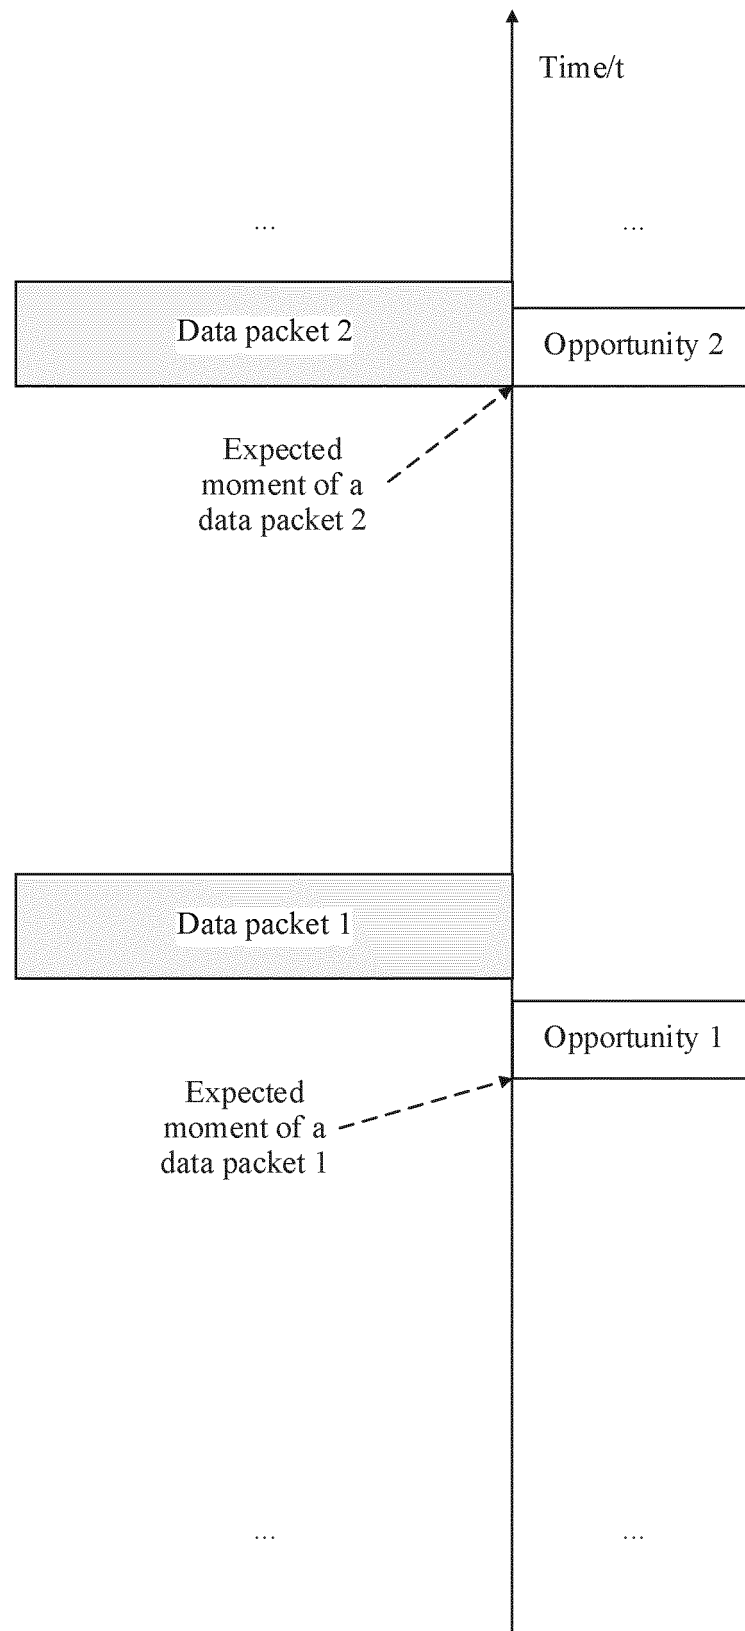 Time/t
...
...
Data packet 2
Opportunity 2
Expected
moment of a
data packet 2
Data packet 1
Opportunity 1
Expected
moment of a
data packet 1
...
...